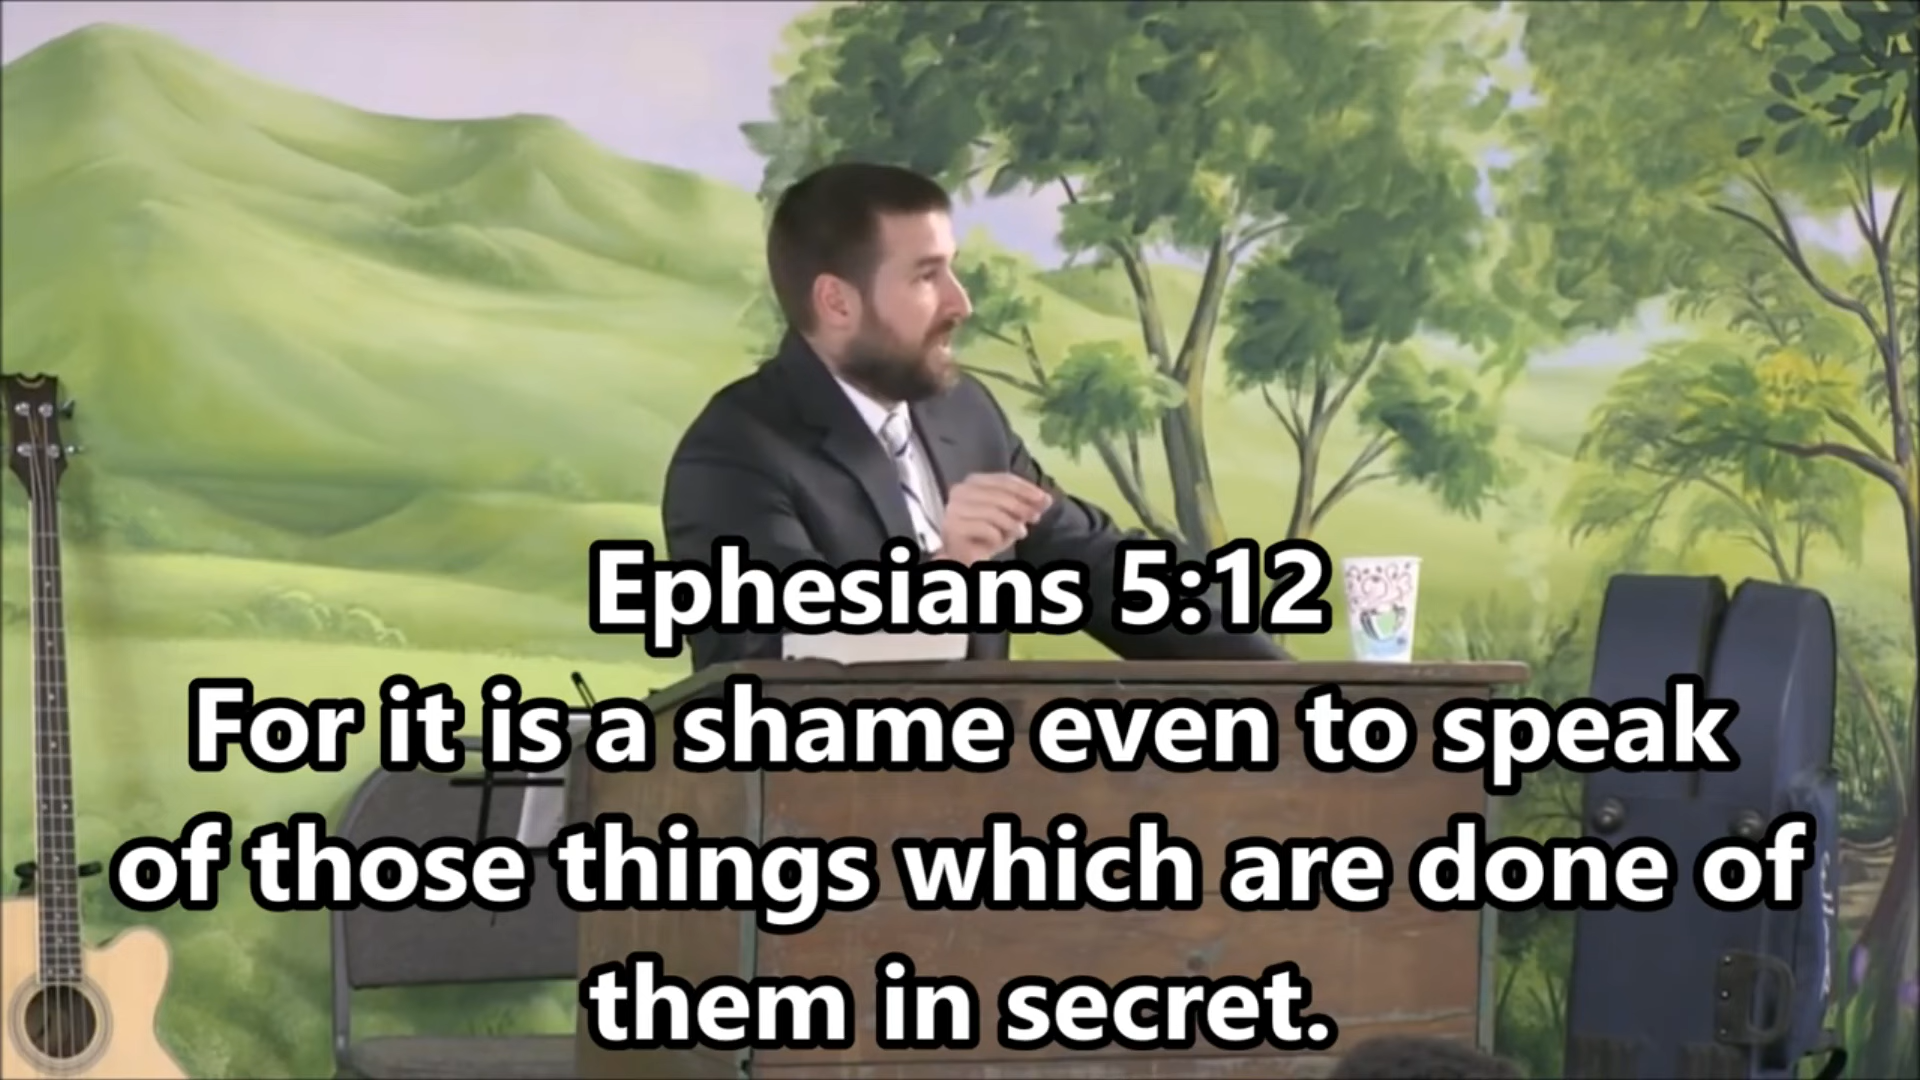 Ephesians 5:12
For it is a shame even to speak
of those things which are done of
them in secret.